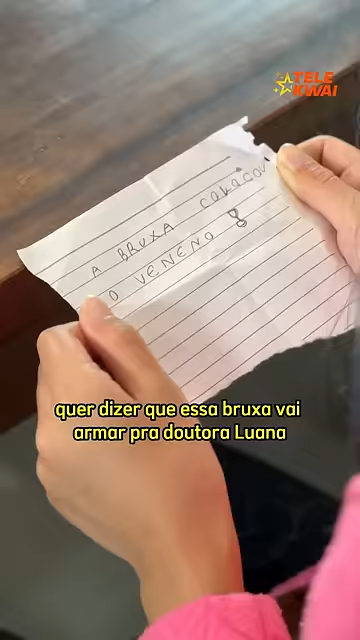 TELE
KWAI
A BRUXA COLOCOU
O VENENO
quer dizer que essa bruxa vai
armar pra doutora Luana